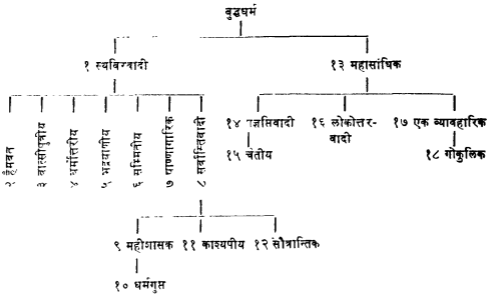 बुद्धधर्म
१ स्थविरवादी
१३ महासांघिक
२ हैमवत
३ वात्सीपुत्रीय
४ धर्मोत्तरीय
५ भद्रयाणीय
६ सम्मितीय
७ पाण्णागारिक
८ सर्वास्तिवादी
१४ प्रज्ञप्तिवादी
१६ लोकोत्तर-
वादी
१७ एक व्यावहारिक
१५ चेतीय
१८ गोकुलिक
९ महीशासक
११ काश्यपीय
१२ सौत्रान्तिक
१० धर्मगुप्त